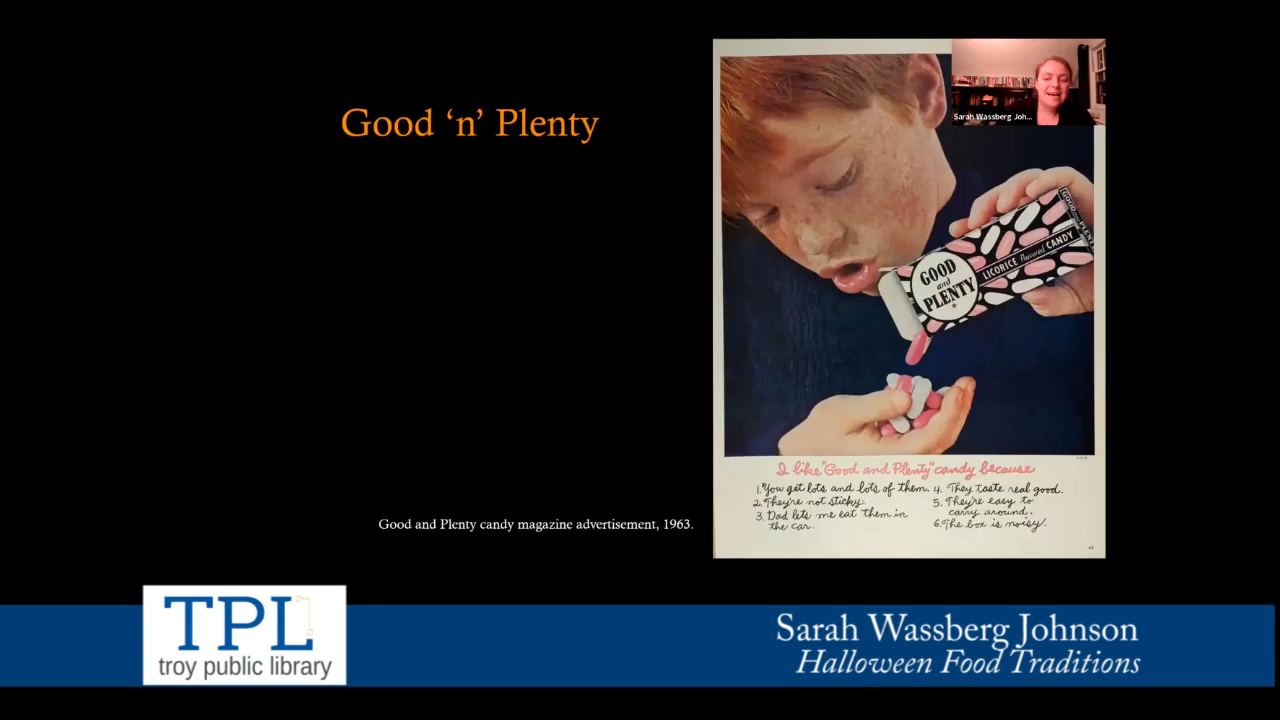 Good ‘n’ Plenty
Sarah Wassberg Joh...
GOOD
and
PLENTY
LICORICE flavored CANDY
GOOD and PLENTY
I like "Good and Plenty" candy because
1. You get lots and lots of them.
2. They're not sticky.
3. Dad lets me eat them in
the car.
4. They taste real good.
5. They're easy to
carry around.
6. The box is noisy.
Good and Plenty candy magazine advertisement, 1963.
TPL
troy public library
Sarah Wassberg Johnson
Halloween Food Traditions